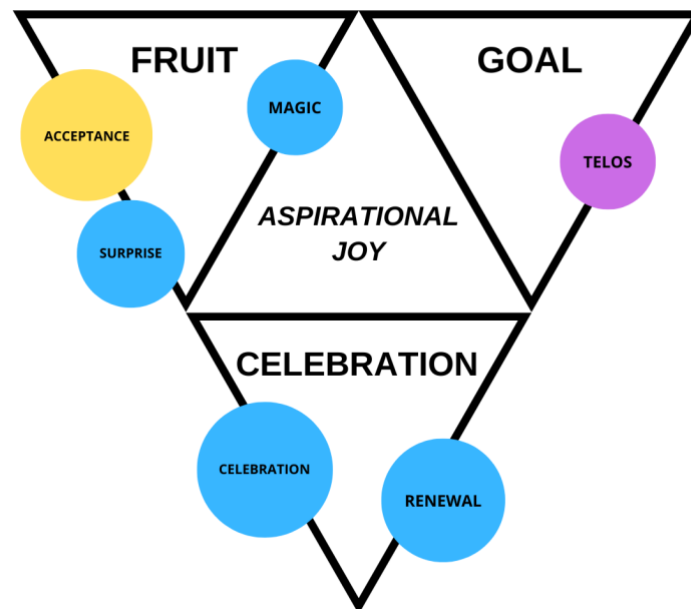 FRUIT
GOAL
MAGIC
ACCEPTANCE
TELOS
ASPIRATIONAL
JOY
SURPRISE
CELEBRATION
CELEBRATION
RENEWAL